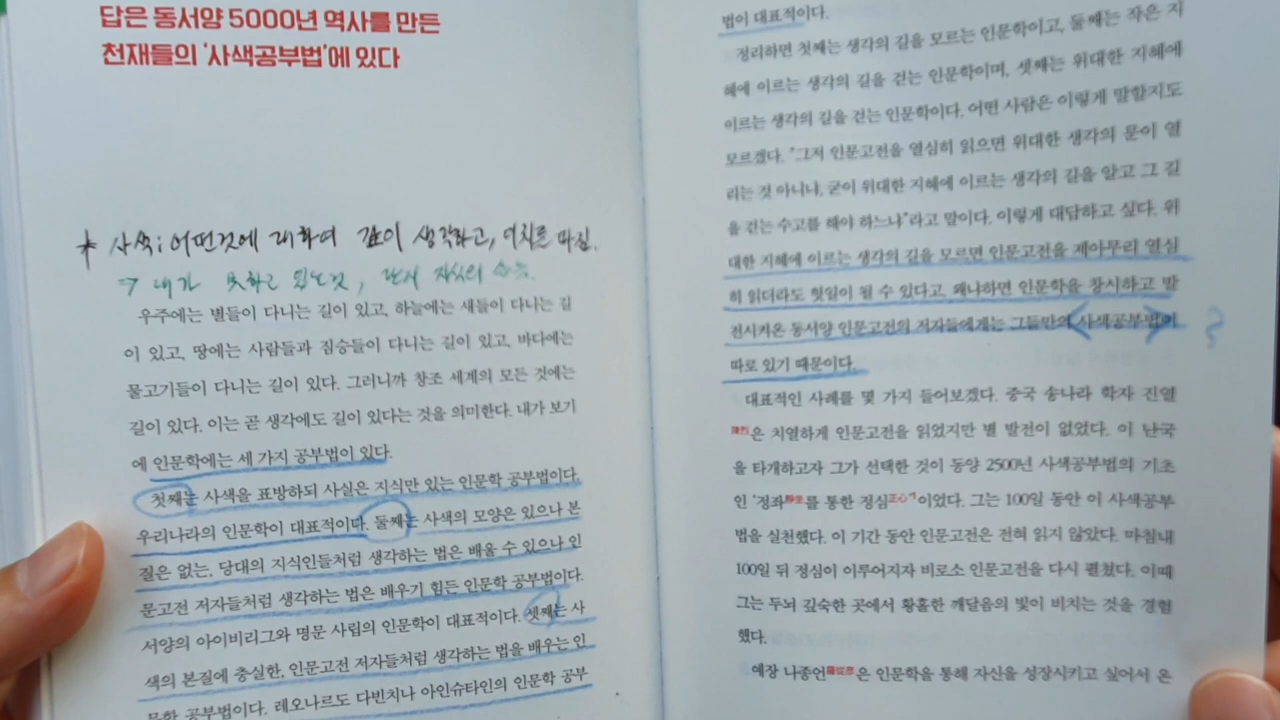 답은 동서양 5000년 역사를 만든
천재들의 '사색공부법'에 있다
* 사색; 어떤것에 대하여 깊이 생각하고, 이치를 따짐.
→ 내가 못하고 있는것,
우주에는 별들이 다니는 길이 있고, 하늘에는 새들이 다니는 길
이 있고, 땅에는 사람들과 짐승들이 다니는 길이 있고, 바다에는
물고기들이 다니는 길이 있다. 그러니까 창조 세계의 모든 것에는
길이 있다. 이는 곧 생각에도 길이 있다는 것을 의미한다. 내가 보기
에 인문학에는 세 가지 공부법이 있다.
첫째는 사색을 표방하되 사실은 지식만 있는 인문학 공부법이다.
우리나라의 인문학이 대표적이다. 둘째는 사색의 모양은 있으나 본
질은 없는, 당대의 지식인들처럼 생각하는 법은 배울 수 있으나 인
문고전 저자들처럼 생각하는 법은 배우기 힘든 인문학 공부법이다.
서양의 아이비리그와 명문 사립의 인문학이 대표적이다. 셋째는 사
색의 본질에 충실한, 인문고전 저자들처럼 생각하는 법을 배우는 인
문학 공부법이다. 레오나르도 다빈치나 아인슈타인의 인문학 공부
법이 대표적이다.
정리하면 첫째는 생각의 길을 모르는 인문학이고, 둘째는 작은 지
혜에 이르는 생각의 길을 걷는 인문학이며, 셋째는 위대한 지혜에
이르는 생각의 길을 걷는 인문학이다. 어떤 사람은 이렇게 말할지도
모르겠다. "그저 인문고전을 열심히 읽으면 위대한 생각의 문이 열
리는 것 아니냐, 굳이 위대한 지혜에 이르는 생각의 길을 알고 그 길
을 걷는 수고를 해야 하느냐"라고 말이다. 이렇게 대답하고 싶다. 위
대한 지혜에 이르는 생각의 길을 모르면 인문고전을 제아무리 열심
히 읽더라도 헛일이 될 수 있다고, 왜냐하면 인문학을 창시하고 발
전시켜온 동서양 인문고전의 저자들에게는 그들만의 사색공부법이
따로 있기 때문이다.
대표적인 사례를 몇 가지 들어보겠다. 중국 송나라 학자 진열
陳烈은 치열하게 인문고전을 읽었지만 별 발전이 없었다. 이 난국
을 타개하고자 그가 선택한 것이 동양 2500년 사색공부법의 기초
인 '정좌靜坐를 통한 정심正心'이었다. 그는 100일 동안 이 사색공부
법을 실천했다. 이 기간 동안 인문고전은 전혀 읽지 않았다. 마침내
100일 뒤 정심이 이루어지자 비로소 인문고전을 다시 펼쳤다. 이때
그는 두뇌 깊숙한 곳에서 황홀한 깨달음의 빛이 비치는 것을 경험
했다.
예장 나종언羅從彦은 인문학을 통해 자신을 성장시키고 싶어서 온